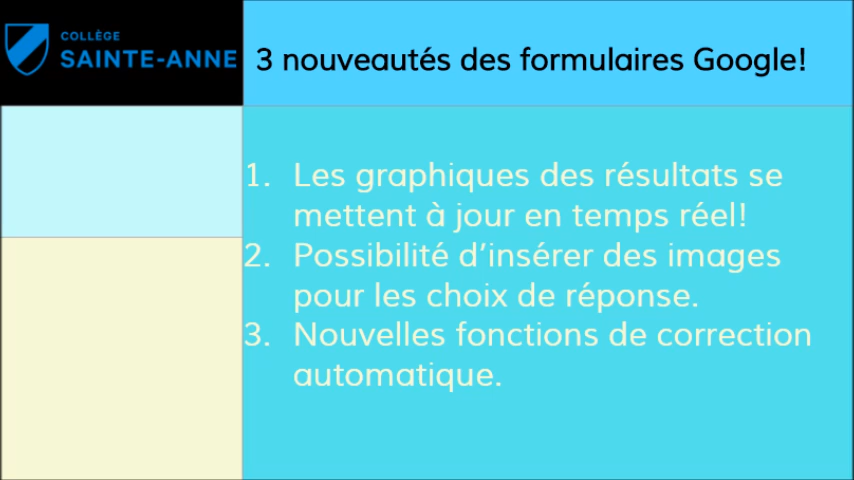 COLLÈGE
SAINTE-ANNE
3 nouveautés des formulaires Google!
1. Les graphiques des résultats se
mettent à jour en temps réel!
2. Possibilité d’insérer des images
pour les choix de réponse.
3. Nouvelles fonctions de correction
automatique.